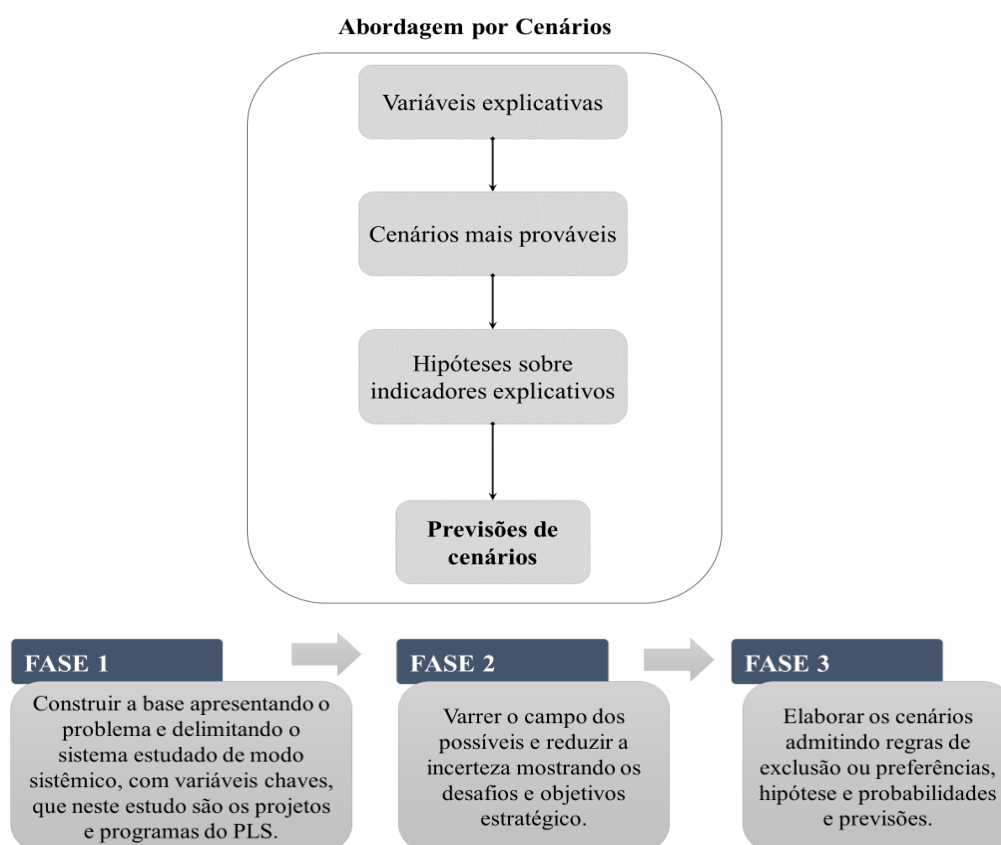 Abordagem por Cenários
Variáveis explicativas
Cenários mais prováveis
Hipóteses sobre
indicadores explicativos
Previsões de
cenários
FASE 1
Construir a base apresentando o
problema e delimitando o
sistema estudado de modo
sistêmico, com variáveis chaves,
que neste estudo são os projetos
e programas do PLS.
FASE 2
Varrer o campo dos
possíveis e reduzir a
incerteza mostrando os
desafios e objetivos
estratégico.
FASE 3
Elaborar os cenários
admitindo regras de
exclusão ou preferências,
hipótese e probabilidades
e previsões.